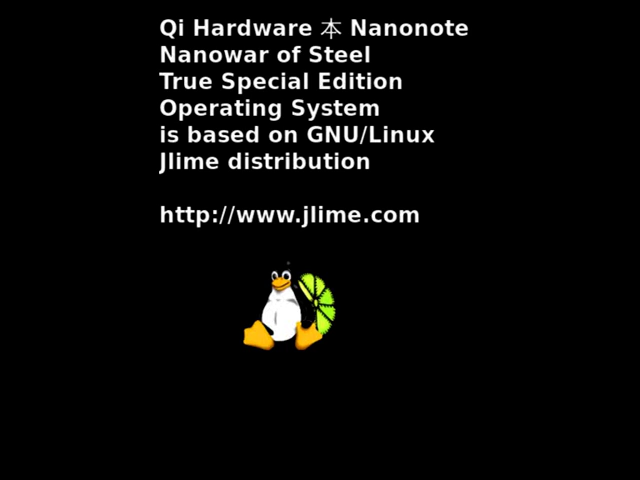 Qi Hardware 本 Nanonote
Nanowar of Steel
True Special Edition
Operating System
is based on GNU/Linux
Jlime distribution
http://www.jlime.com